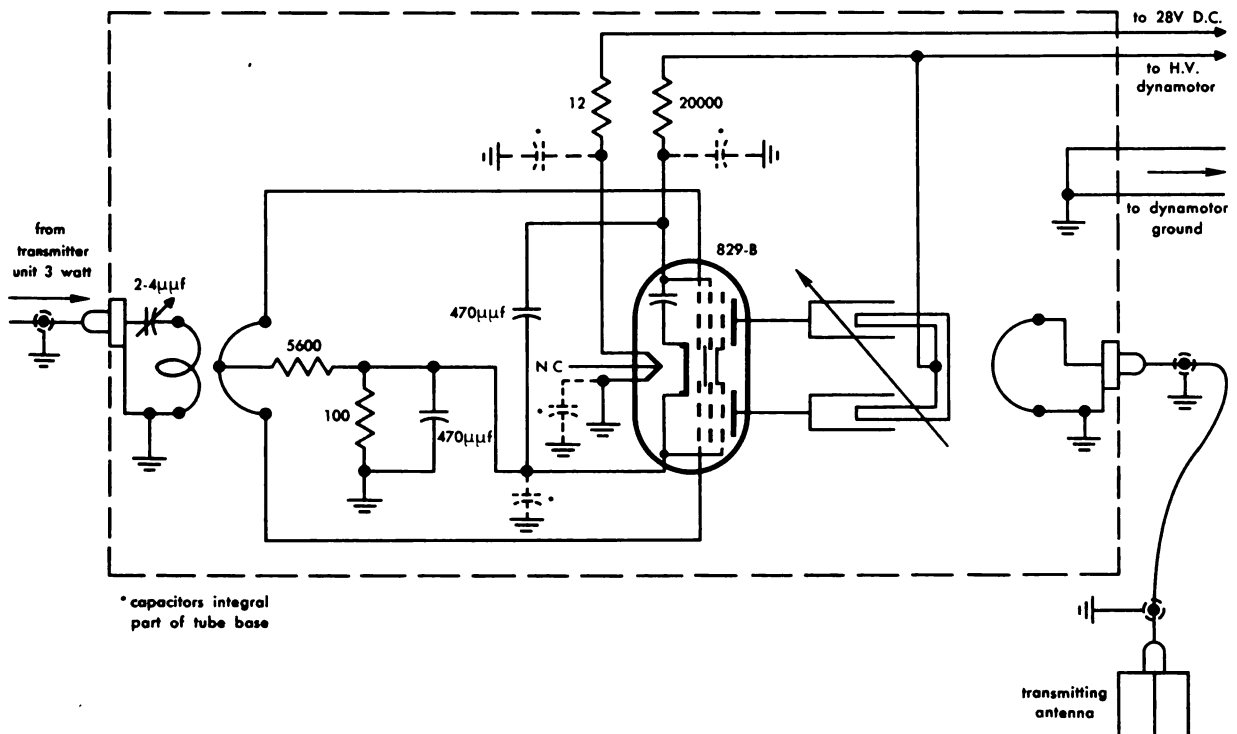 to 28V D.C.
to H.V.
dynamotor
12
20000
*
*
to dynamotor
ground
from
transmitter
unit 3 watt
2-4μμf
829-B
470μμf
5600
NC
100
*
470μμf
*
* capacitors integral
part of tube base
transmitting
antenna